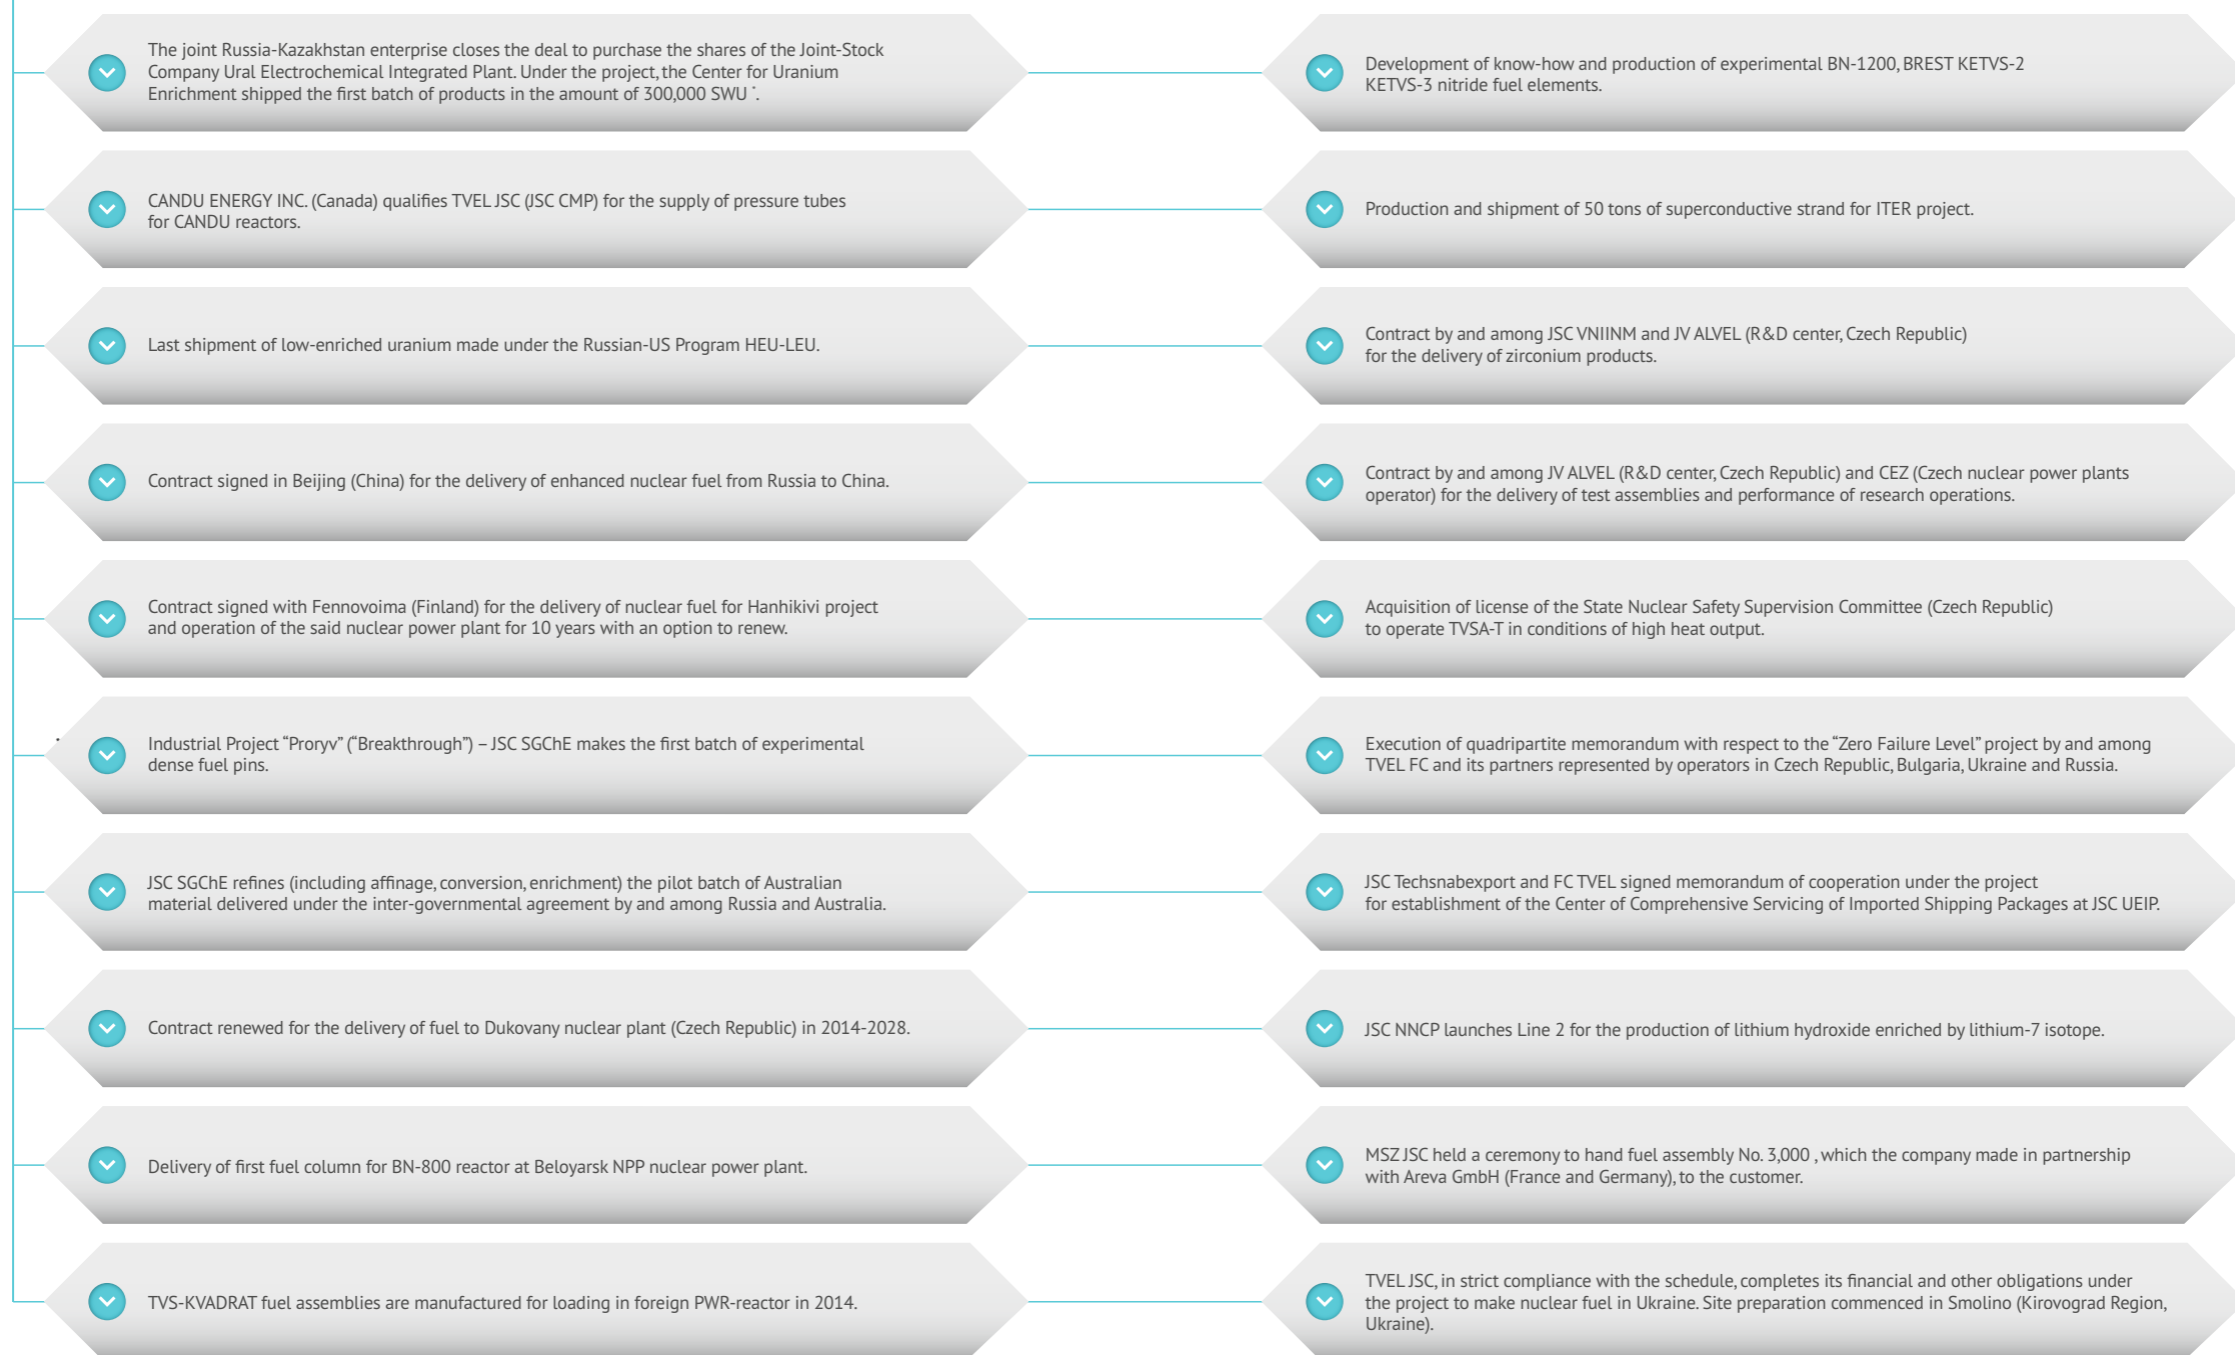 The joint Russia-Kazakhstan enterprise closes the deal to purchase the shares of the Joint-Stock
Company Ural Electrochemical Integrated Plant. Under the project, the Center for Uranium
Enrichment shipped the first batch of products in the amount of 300,000 SWU *.
Development of know-how and production of experimental BN-1200, BREST KETVS-2
KETVS-3 nitride fuel elements.
CANDU ENERGY INC. (Canada) qualifies TVEL JSC (JSC CMP) for the supply of pressure tubes
for CANDU reactors.
Production and shipment of 50 tons of superconductive strand for ITER project.
Last shipment of low-enriched uranium made under the Russian-US Program HEU-LEU.
Contract by and among JSC VNIINM and JV ALVEL (R&D center, Czech Republic)
for the delivery of zirconium products.
Contract signed in Beijing (China) for the delivery of enhanced nuclear fuel from Russia to China.
Contract by and among JV ALVEL (R&D center, Czech Republic) and CEZ (Czech nuclear power plants
operator) for the delivery of test assemblies and performance of research operations.
Contract signed with Fennovoima (Finland) for the delivery of nuclear fuel for Hanhikivi project
and operation of the said nuclear power plant for 10 years with an option to renew.
Acquisition of license of the State Nuclear Safety Supervision Committee (Czech Republic)
to operate TVSA-T in conditions of high heat output.
Industrial Project “Proryv” (“Breakthrough”) – JSC SGChE makes the first batch of experimental
dense fuel pins.
Execution of quadripartite memorandum with respect to the “Zero Failure Level” project by and among
TVEL FC and its partners represented by operators in Czech Republic, Bulgaria, Ukraine and Russia.
JSC SGChE refines (including affinage, conversion, enrichment) the pilot batch of Australian
material delivered under the inter-governmental agreement by and among Russia and Australia.
JSC Techsnabexport and FC TVEL signed memorandum of cooperation under the project
for establishment of the Center of Comprehensive Servicing of Imported Shipping Packages at JSC UEIP.
Contract renewed for the delivery of fuel to Dukovany nuclear plant (Czech Republic) in 2014-2028.
JSC NNCP launches Line 2 for the production of lithium hydroxide enriched by lithium-7 isotope.
Delivery of first fuel column for BN-800 reactor at Beloyarsk NPP nuclear power plant.
MSZ JSC held a ceremony to hand fuel assembly No. 3,000 , which the company made in partnership
with Areva GmbH (France and Germany), to the customer.
TVS-KVADRAT fuel assemblies are manufactured for loading in foreign PWR-reactor in 2014.
TVEL JSC, in strict compliance with the schedule, completes its financial and other obligations under
the project to make nuclear fuel in Ukraine. Site preparation commenced in Smolino (Kirovograd Region,
Ukraine).